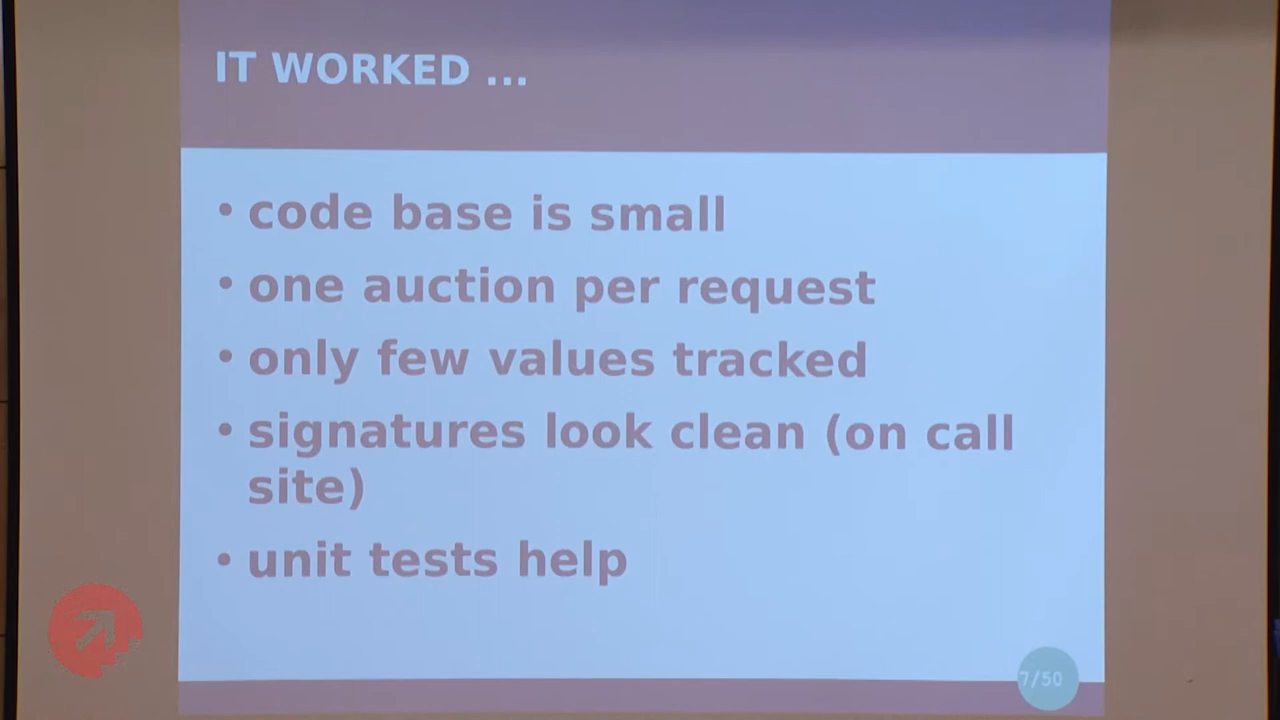 IT WORKED ...
• code base is small
• one auction per request
• only few values tracked
• signatures look clean (on call
site)
• unit tests help
7/50